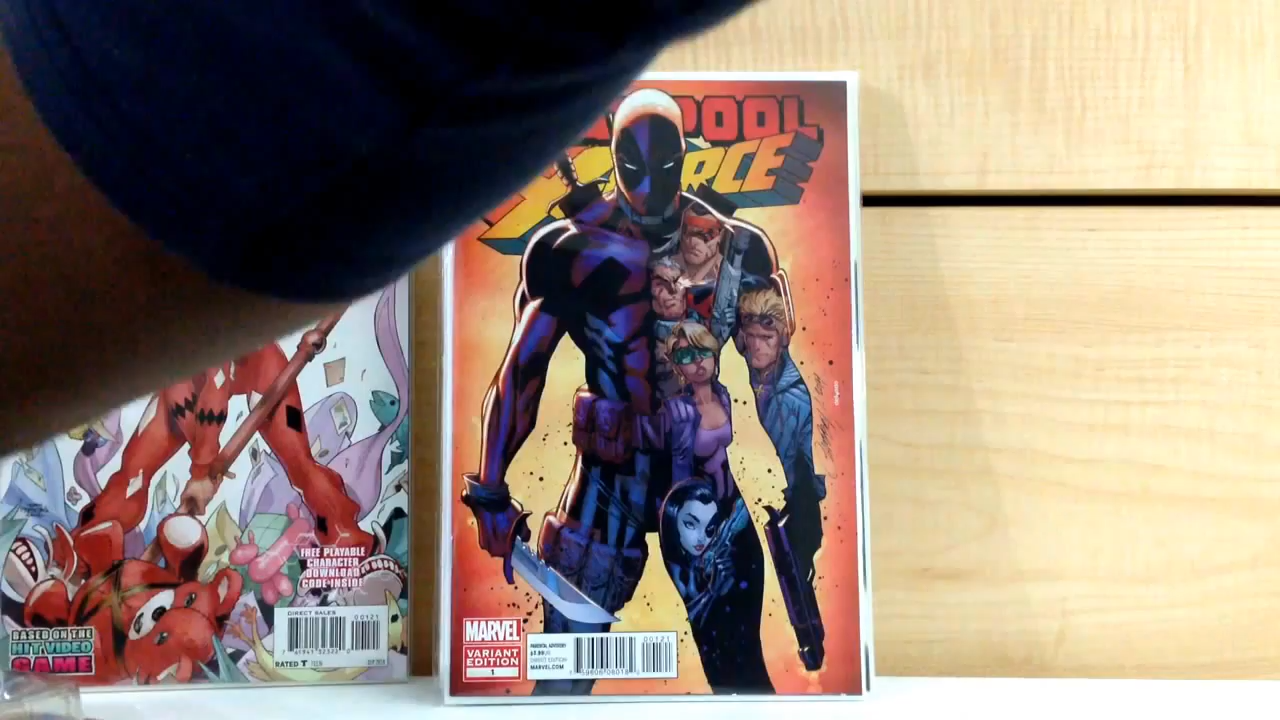 POOL
RCE
FREE PLAYABLE
CHARACTER
DOWNLOAD
CODE INSIDE
DIRECT SALES
00121
RATED T
BASED ON THE
HIT VIDEO
GAME
MARVEL
VARIANT
EDITION
1
PARENTAL ADVISORY
$3.99 US
DIRECT EDITION
MARVEL.COM
00121